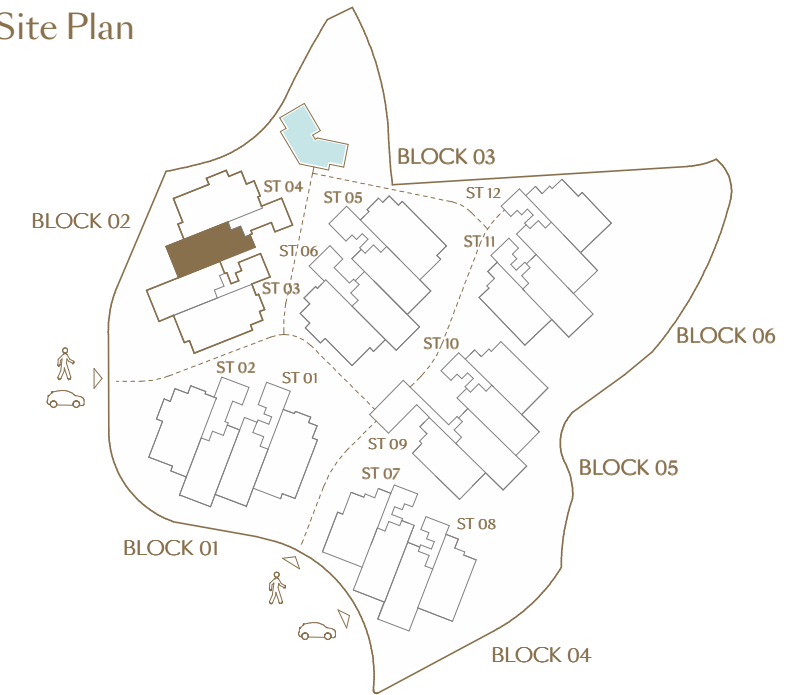 Site Plan
BLOCK 03
ST 04
ST 05
ST 12
BLOCK 02
ST 11
ST 06
ST 03
BLOCK 06
ST 10
ST 02
ST 01
ST 09
BLOCK 05
ST 07
ST 08
BLOCK 01
BLOCK 04